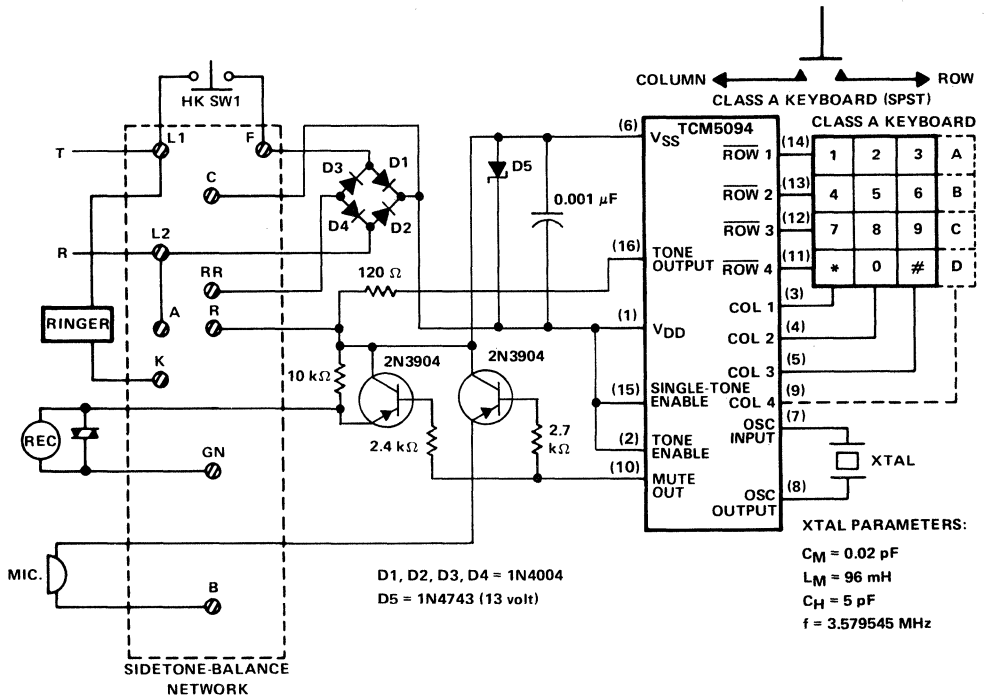 COLUMN
ROW
CLASS A KEYBOARD (SPST)
HK SW1
TCM5094
CLASS A KEYBOARD
T
L1
F
(6)
VSS
ROW 1
(14)
1
2
3
A
D3
D1
D5
C
ROW 2
(13)
4
5
6
B
0.001 μF
D4
D2
ROW 3
(12)
7
8
9
C
R
L2
(16)
TONE
OUTPUT
ROW 4
(11)
*
0
#
D
RR
120 Ω
COL 1
(3)
RINGER
A
R
(1)
VDD
COL 2
(4)
K
2N3904
2N3904
COL 3
(5)
10 kΩ
(15)
SINGLE-TONE
ENABLE
COL 4
(9)
REC
2.4 kΩ
2.7
kΩ
(2)
TONE
ENABLE
OSC
INPUT
(7)
GN
(10)
MUTE
OUT
XTAL
OSC
OUTPUT
(8)
XTAL PARAMETERS:
CM = 0.02 pF
LM = 96 mH
CH = 5 pF
f = 3.579545 MHz
MIC.
B
D1, D2, D3, D4 = 1N4004
D5 = 1N4743 (13 volt)
SIDETONE-BALANCE
NETWORK